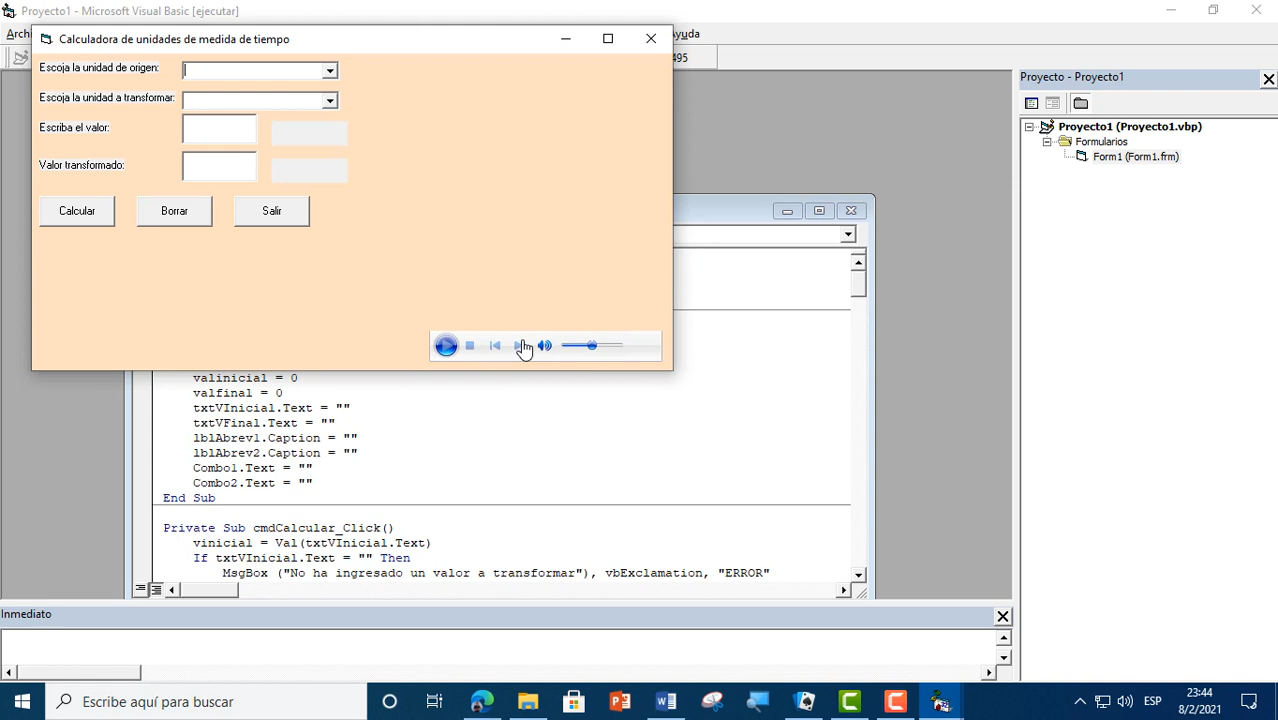 Proyecto1 - Microsoft Visual Basic [ejecutar]
Archi
Ayuda
495
Calculadora de unidades de medida de tiempo
Escoja la unidad de origen:
Escoja la unidad a transformar:
Escriba el valor:
Valor transformado:
Calcular
Borrar
Salir
Proyecto - Proyecto1
Proyecto1 (Proyecto1.vbp)
Formularios
Form1 (Form1.frm)
valinicial = 0
valfinal = 0
txtVInicial.Text = ""
txtVFinal.Text = ""
lblAbrev1.Caption = ""
lblAbrev2.Caption = ""
Combo1.Text = ""
Combo2.Text = ""
End Sub
Private Sub cmdCalcular_Click()
vinicial = Val(txtVInicial.Text)
If txtVInicial.Text = "" Then
MsgBox ("No ha ingresado un valor a transformar"), vbExclamation, "ERROR"
Inmediato
Escribe aquí para buscar
ESP
23:44
8/2/2021